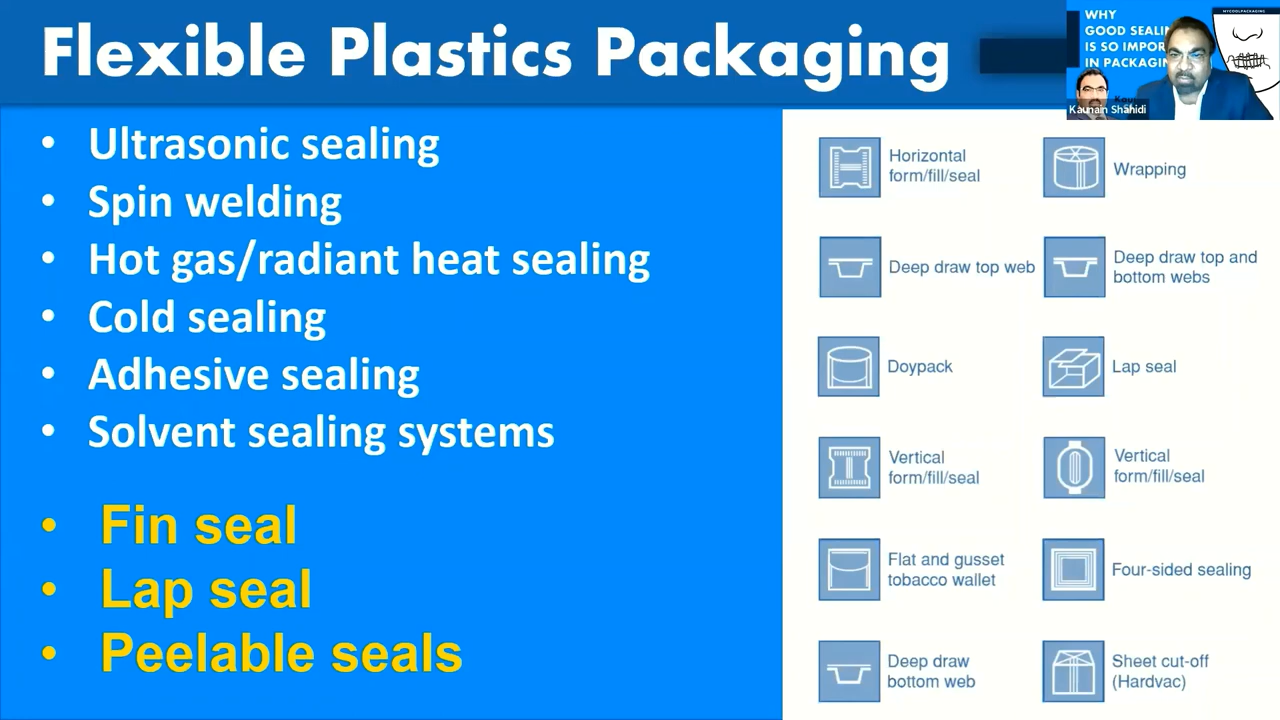 Flexible Plastics Packaging
• Ultrasonic sealing
• Spin welding
• Hot gas/radiant heat sealing
• Cold sealing
• Adhesive sealing
• Solvent sealing systems
• Fin seal
• Lap seal
• Peelable seals
Horizontal
form/fill/seal
Wrapping
Deep draw top web
Deep draw top and
bottom webs
Doypack
Lap seal
Vertical
form/fill/seal
Vertical
form/fill/seal
Flat and gusset
tobacco wallet
Four-sided sealing
Deep draw
bottom web
Sheet cut-off
(Hardvac)
WHY
GOOD SEALIN
IS SO IMPOR
IN PACKAGIN
MYCOOLPACKAGING
Kaunain Shahidi